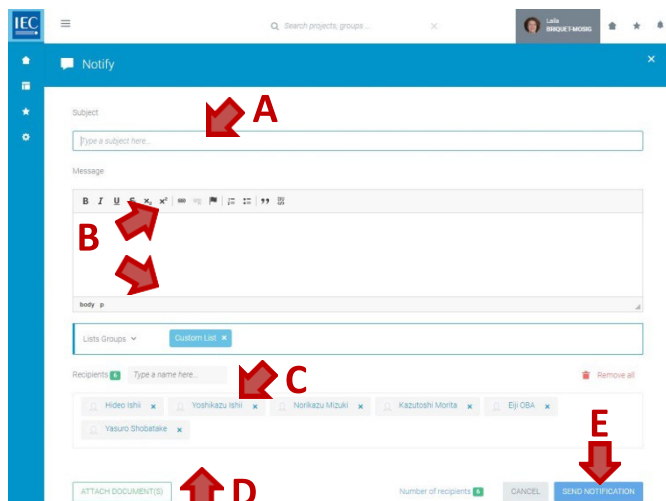 IEC
Search projects, groups ...
Laila
BRIQUET-MOSIG
Notify
A
Subject
Type a subject here...
Message
B I U S x₂ x²
B
body p
Lists Groups
Custom List ×
C
Recipients 6 Type a name here... Remove all
Hideo Ishii × Yoshikazu Ishii × Norikazu Mizuki × Kazutoshi Morita × Eiji OBA ×
Yasuro Shobatake ×
E
D
ATTACH DOCUMENT(S) Number of recipients 6 CANCEL SEND NOTIFICATION